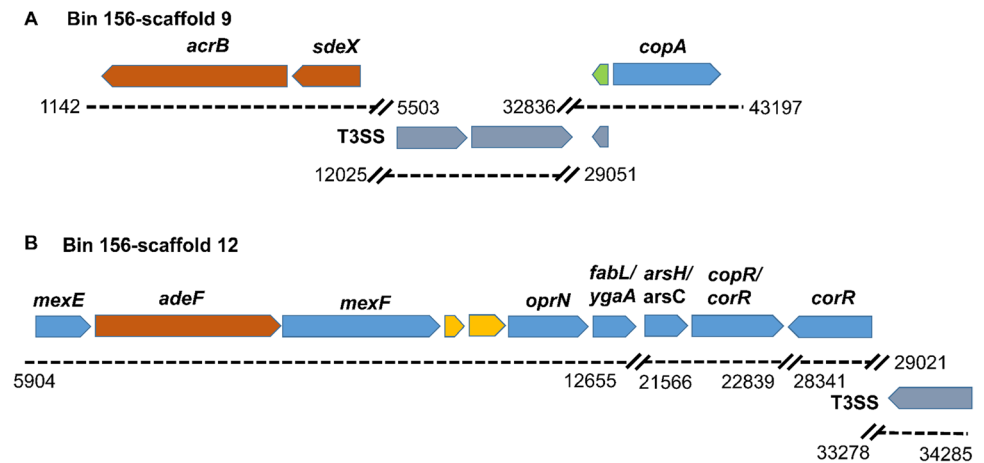 A Bin 156-scaffold 9
acrB sdeX copA
1142 5503 32836 43197
T3SS
12025 29051
B Bin 156-scaffold 12
fabL/ arsH/ copR/
mexE adeF mexF oprN ygaA arsC corR corR
5904 12655 21566 22839 28341 29021
T3SS
33278 34285